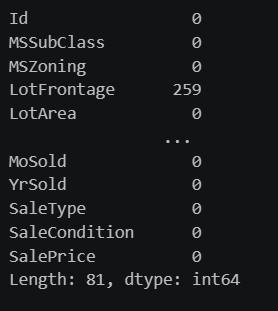 Id 0
MSSubClass 0
MSZoning 0
LotFrontage 259
LotArea 0
...
MoSold 0
YrSold 0
SaleType 0
SaleCondition 0
SalePrice 0
Length: 81, dtype: int64